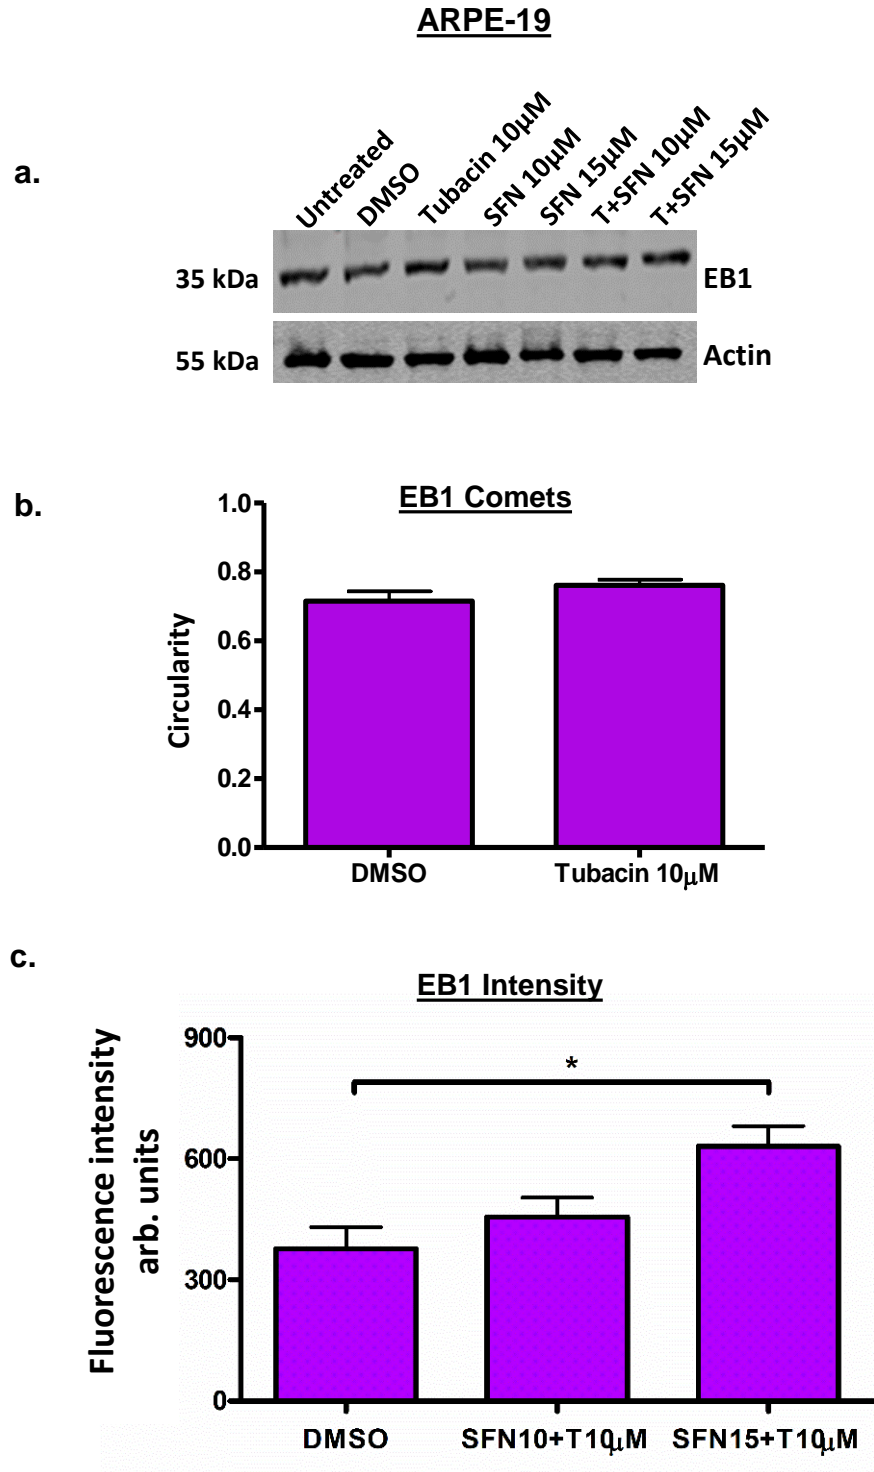 ARPE-19
a.
Untreated
DMSO
Tubacin 10µM
SFN 10µM
SFN 15µM
T+SFN 10µM
T+SFN 15µM
35 kDa
EB1
55 kDa
Actin
b.
EB1 Comets
Circularity
1.0
0.8
0.6
0.4
0.2
0.0
DMSO
Tubacin 10µM
c.
EB1 Intensity
Fluorescence intensity
arb. units
900
600
300
0
*
DMSO
SFN10+T10µM
SFN15+T10µM